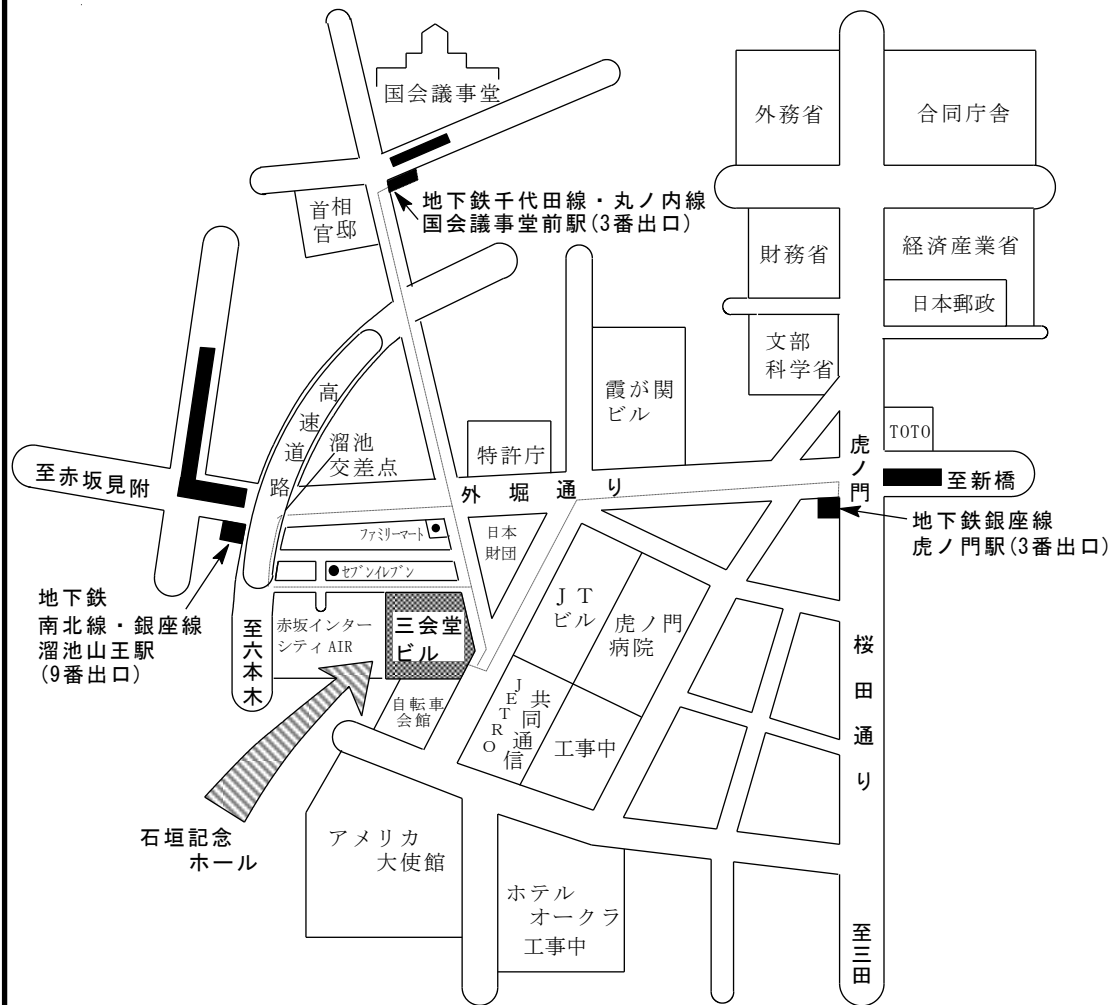 国会議事堂
外務省
合同庁舎
地下鉄千代田線・丸ノ内線
国会議事堂前駅(3番出口)
首相
官邸
財務省
経済産業省
日本郵政
文部
科学省
霞が関
ビル
高速道路
溜池
交差点
特許庁
TOTO
虎ノ門
至赤坂見附
外堀通り
至新橋
ファミリーマート
日本
財団
地下鉄銀座線
虎ノ門駅(3番出口)
セブンイレブン
地下鉄
南北線・銀座線
溜池山王駅
(9番出口)
至六本木
赤坂インター
シティAIR
三会堂
ビル
JT
ビル
虎ノ門
病院
桜田通り
自転車
会館
JETRO
共同通信
工事中
石垣記念
ホール
アメリカ
大使館
ホテル
オークラ
工事中
至三田